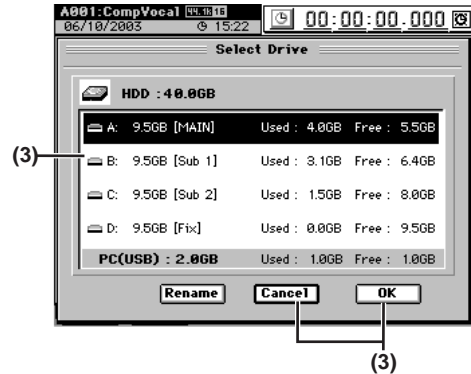 A001:CompVocal 44.1k16
06/10/2003 15:22 00:00:00.000
Select Drive
HDD :40.0GB
A: 9.5GB [MAIN] Used : 4.0GB Free : 5.5GB
(3) B: 9.5GB [Sub 1] Used : 3.1GB Free : 6.4GB
C: 9.5GB [Sub 2] Used : 1.5GB Free : 8.0GB
D: 9.5GB [Fix] Used : 0.0GB Free : 9.5GB
PC(USB) : 2.0GB Used : 1.0GB Free : 1.0GB
Rename Cancel OK
(3)